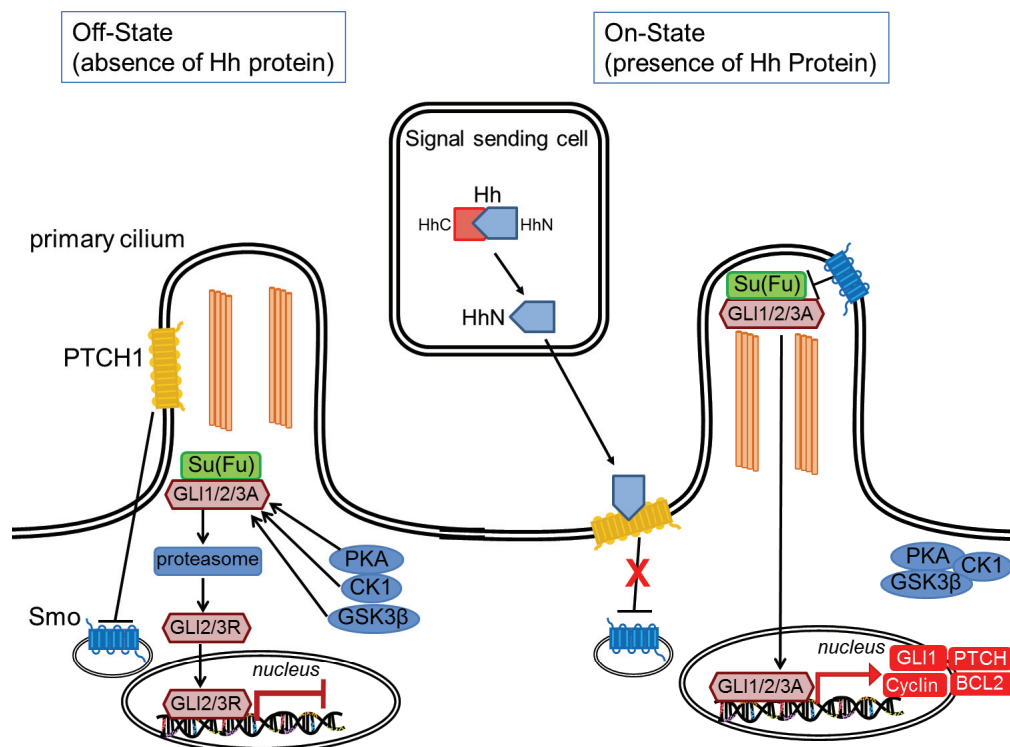 Off-State
(absence of Hh protein)
On-State
(presence of Hh Protein)
Signal sending cell
Hh
HhC
HhN
HhN
primary cilium
PTCH1
Su(Fu)
GLI1/2/3A
proteasome
PKA
CK1
GSK3β
Smo
GLI2/3R
nucleus
GLI2/3R
X
Su(Fu)
GLI1/2/3A
PKA
CK1
GSK3β
nucleus
GLI1/2/3A
GLI1
PTCH
Cyclin
BCL2